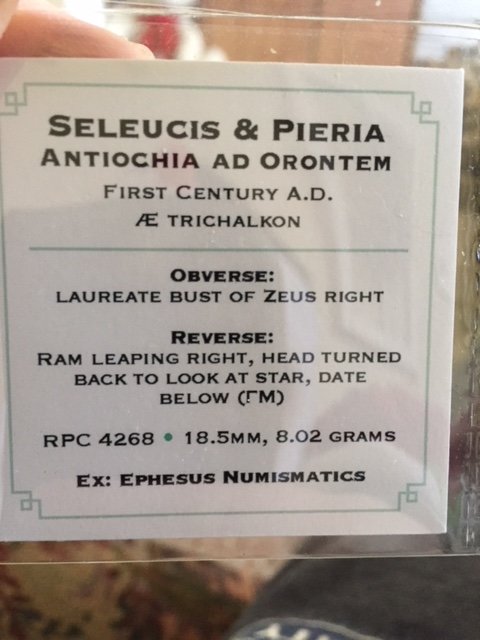 SELEUCIS & PIERIA
ANTIOCHIA AD ORONTEM
FIRST CENTURY A.D.
Æ TRICHALKON
OBVERSE:
LAUREATE BUST OF ZEUS RIGHT
REVERSE:
RAM LEAPING RIGHT, HEAD TURNED
BACK TO LOOK AT STAR, DATE
BELOW (ΓM)
RPC 4268 • 18.5MM, 8.02 GRAMS
EX: EPHESUS NUMISMATICS